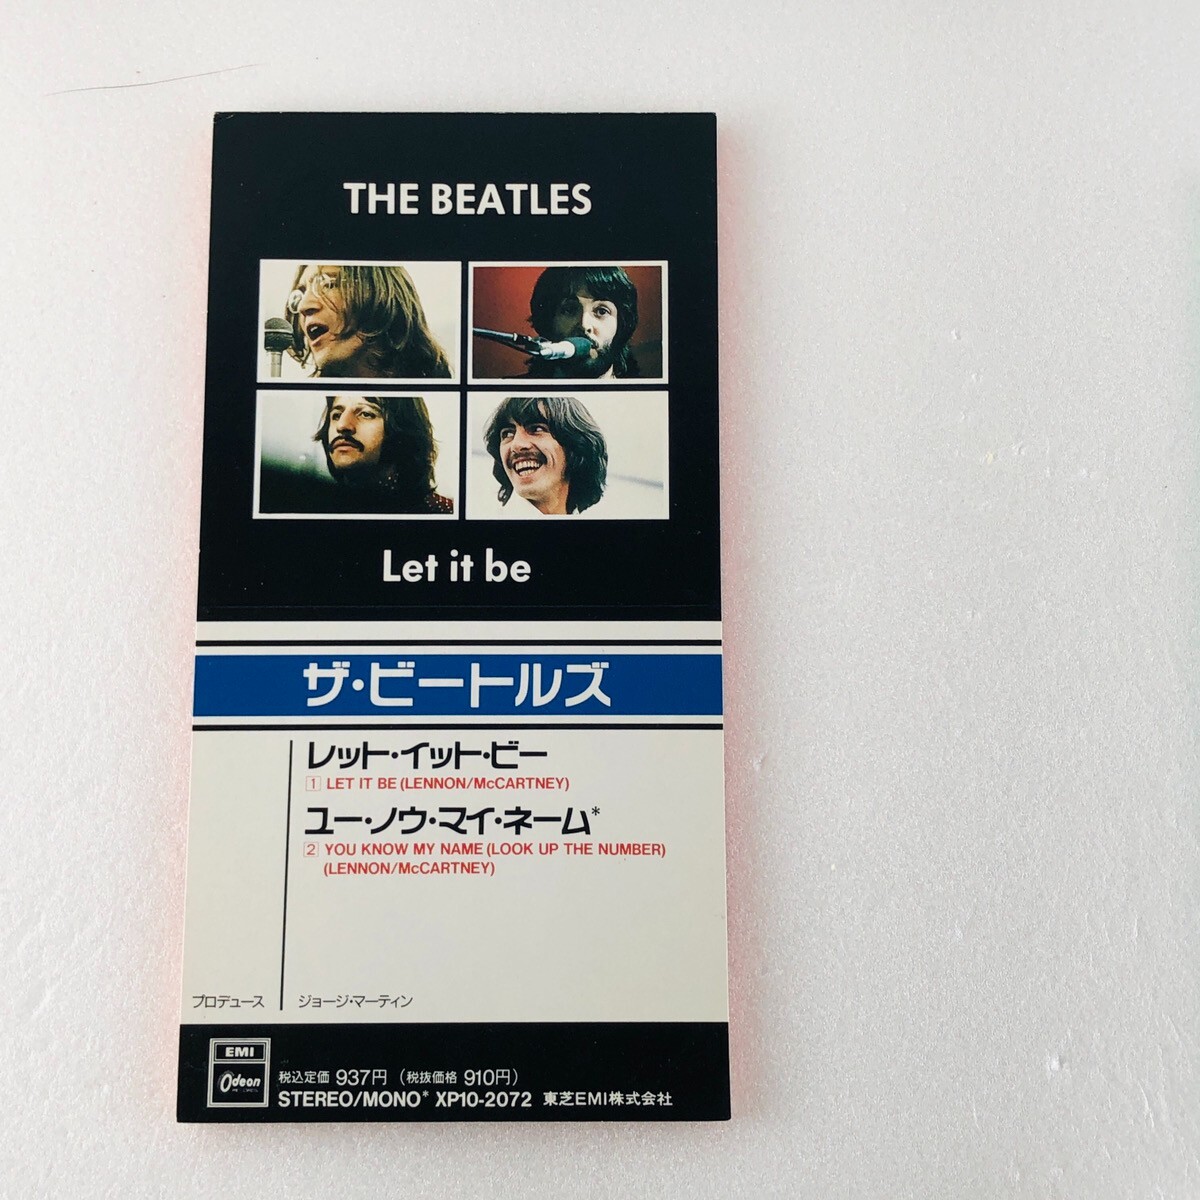 THE BEATLES
Let it be
ザ・ビートルズ
レット・イット・ビー
1 LET IT BE (LENNON/McCARTNEY)
ユー・ノウ・マイ・ネーム*
2 YOU KNOW MY NAME (LOOK UP THE NUMBER)
(LENNON/McCARTNEY)
プロデュース ジョージ・マーティン
EMI
Odeon
税込定価 937円 (税抜価格 910円)
STEREO/MONO* XP10-2072 東芝EMI株式会社